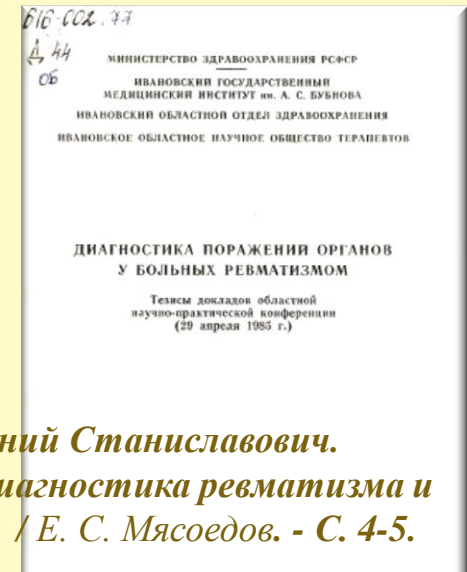 616-002.77
Д 44
Об
МИНИСТЕРСТВО ЗДРАВООХРАНЕНИЯ РСФСР
ИВАНОВСКИЙ ГОСУДАРСТВЕННЫЙ
МЕДИЦИНСКИЙ ИНСТИТУТ им. А. С. БУБНОВА
ИВАНОВСКИЙ ОБЛАСТНОЙ ОТДЕЛ ЗДРАВООХРАНЕНИЯ
ИВАНОВСКОЕ ОБЛАСТНОЕ НАУЧНОЕ ОБЩЕСТВО ТЕРАПЕВТОВ
ДИАГНОСТИКА ПОРАЖЕНИЙ ОРГАНОВ
У БОЛЬНЫХ РЕВМАТИЗМОМ
Тезисы докладов областной
научно-практической конференции
(29 апреля 1985 г.)
ний Станиславович.
иагностика ревматизма и
/ Е. С. Мясоедов. - С. 4-5.